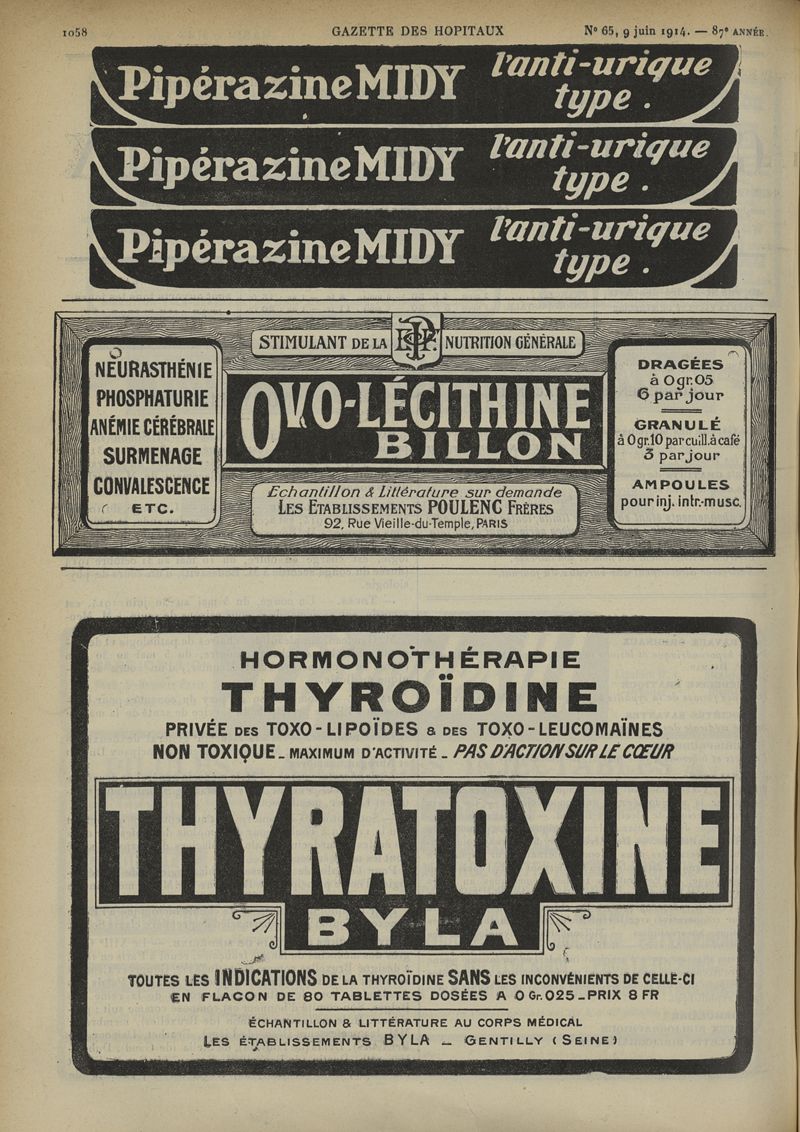 1058
GAZETTE DES HOPITAUX
N° 65, 9 juin 1914. — 87e ANNÉE.
Pipérazine MIDY l'anti-urique
type.
Pipérazine MIDY l'anti-urique
type.
Pipérazine MIDY l'anti-urique
type.
STIMULANT DE LA NUTRITION GÉNÉRALE
NEURASTHÉNIE
PHOSPHATURIE
ANÉMIE CÉRÉBRALE
SURMENAGE
CONVALESCENCE
ETC.
OVO-LÉCITHINE
BILLON
Echantillon & Littérature sur demande
LES ETABLISSEMENTS POULENC FRÈRES
92, Rue Vieille-du-Temple, PARIS
DRAGÉES
à 0gr.05
6 par jour
GRANULÉ
à 0gr.10 par cuill. à café
3 par jour
AMPOULES
pour inj. intr.-musc.
HORMONOTHÉRAPIE
THYROÏDINE
PRIVÉE DES TOXO-LIPOÏDES & DES TOXO-LEUCOMAÏNES
NON TOXIQUE_ MAXIMUM D'ACTIVITÉ _ PAS D'ACTION SUR LE CŒUR
THYRATOXINE
BYLA
TOUTES LES INDICATIONS DE LA THYROÏDINE SANS LES INCONVÉNIENTS DE CELLE-CI
EN FLACON DE 80 TABLETTES DOSÉES A 0 Gr.025_PRIX 8 FR
ÉCHANTILLON & LITTÉRATURE AU CORPS MÉDICAL
LES ÉTABLISSEMENTS BYLA _ GENTILLY (SEINE)